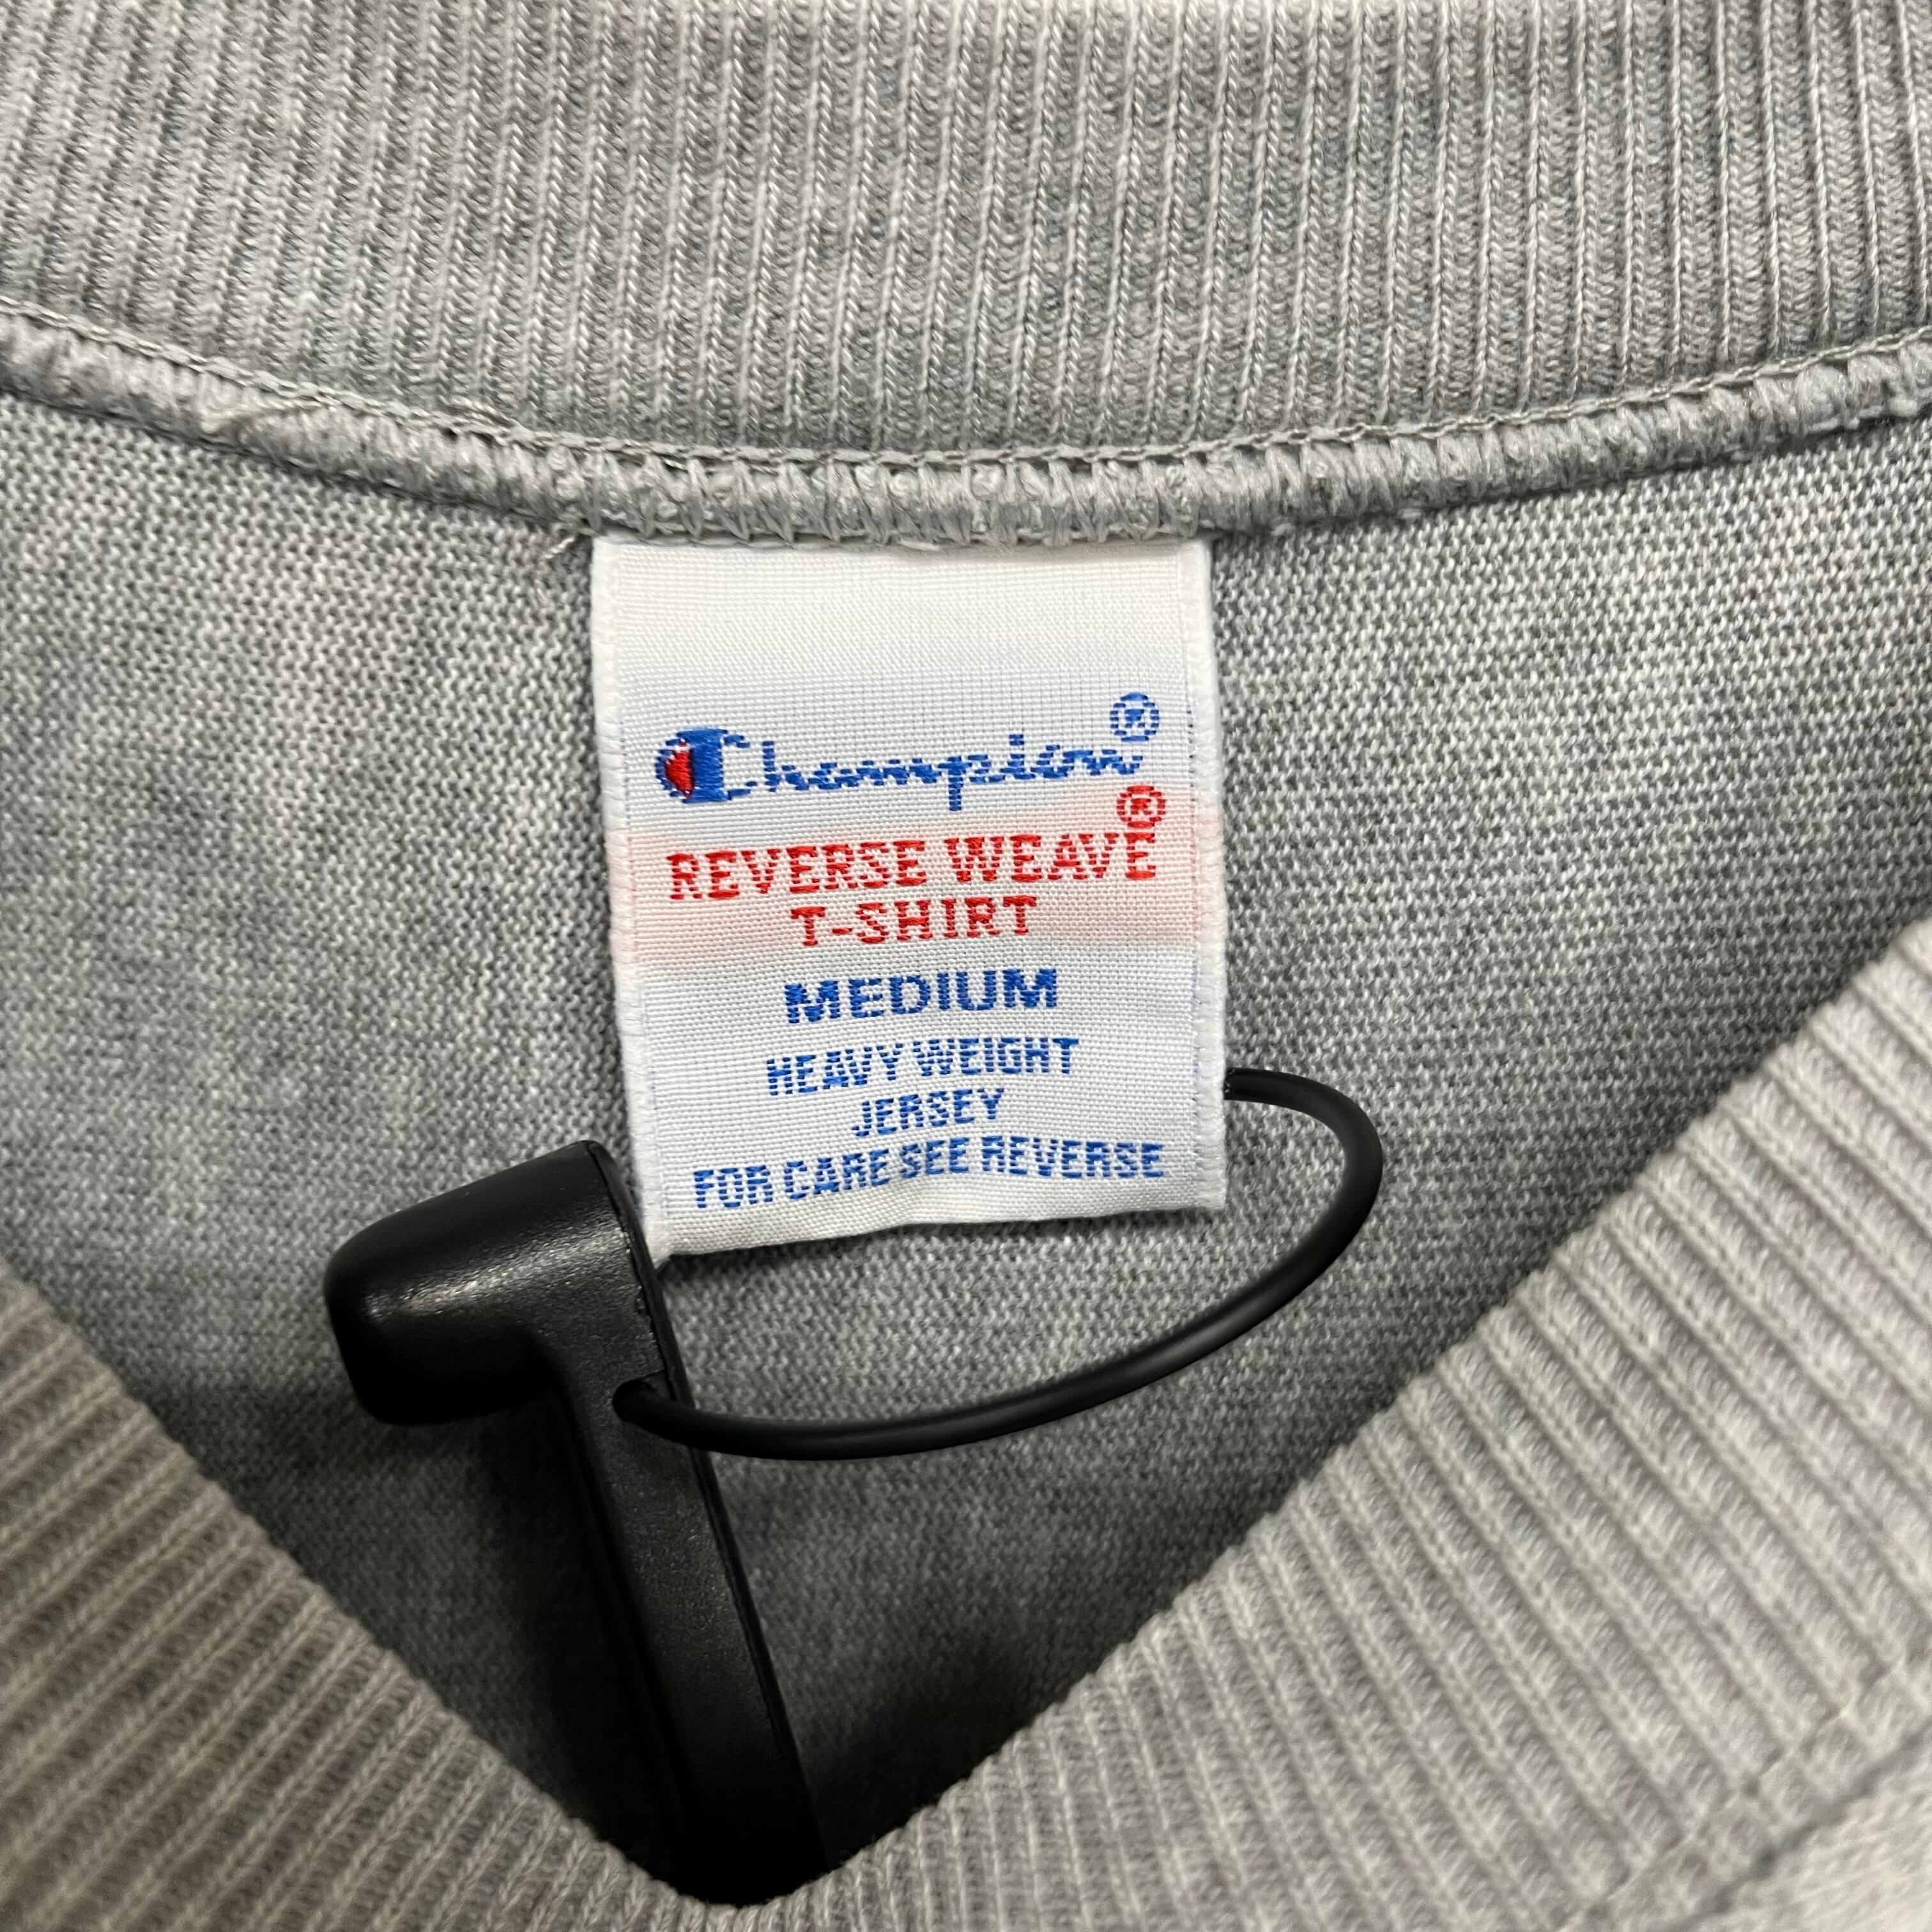 Champion®
REVERSE WEAVE®
T-SHIRT
MEDIUM
HEAVY WEIGHT
JERSEY
FOR CARE SEE REVERSE